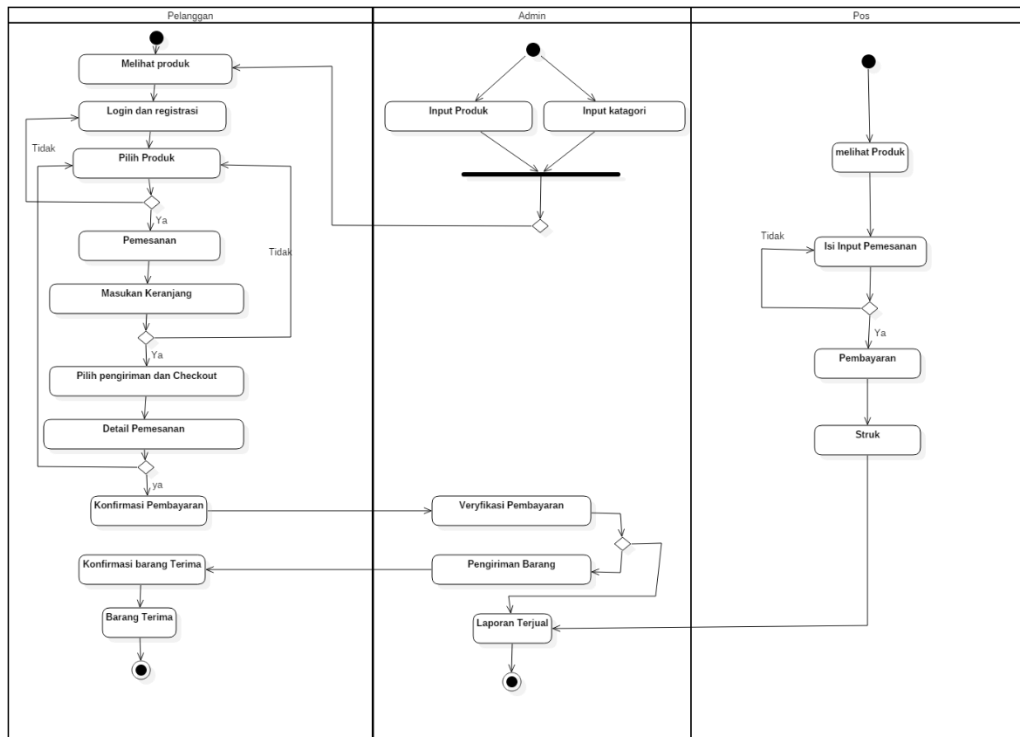 Pelanggan
Admin
Pos
Melihat produk
Login dan registrasi
Tidak
Pilih Produk
Ya
Pemesanan
Tidak
Masukan Keranjang
Ya
Pilih pengiriman dan Checkout
Detail Pemesanan
ya
Konfirmasi Pembayaran
Konfirmasi barang Terima
Barang Terima
Input Produk
Input katagori
Veryfikasi Pembayaran
Pengiriman Barang
Laporan Terjual
melihat Produk
Tidak
Isi Input Pemesanan
Ya
Pembayaran
Struk